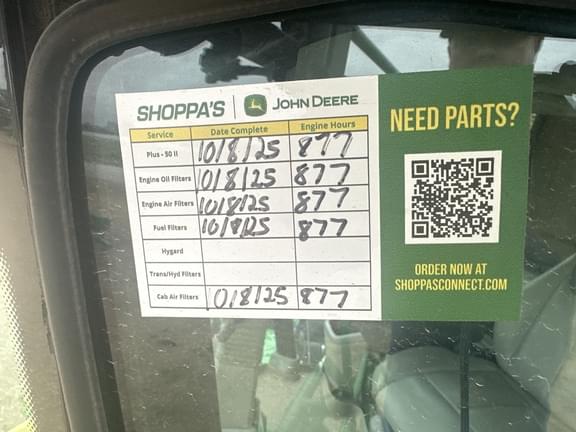 SHOPPA'S JOHN DEERE
Service Date Complete Engine Hours
Plus - 50 II 10/8/25 877
Engine Oil Filters 10/8/25 877
Engine Air Filters 10/8/25 877
Fuel Filters 10/8/25 877
Hygard
Trans/Hyd Filters
Cab Air Filters 10/8/25 877
NEED PARTS?
ORDER NOW AT
SHOPPASCONNECT.COM